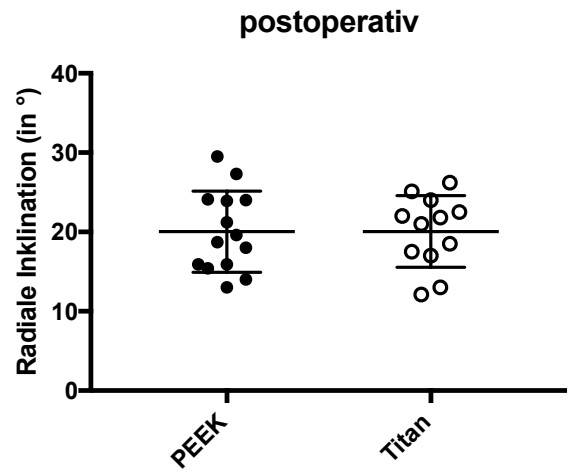 postoperativ
Radiale Inklination (in °)
40
30
20
10
0
PEEK
Titan